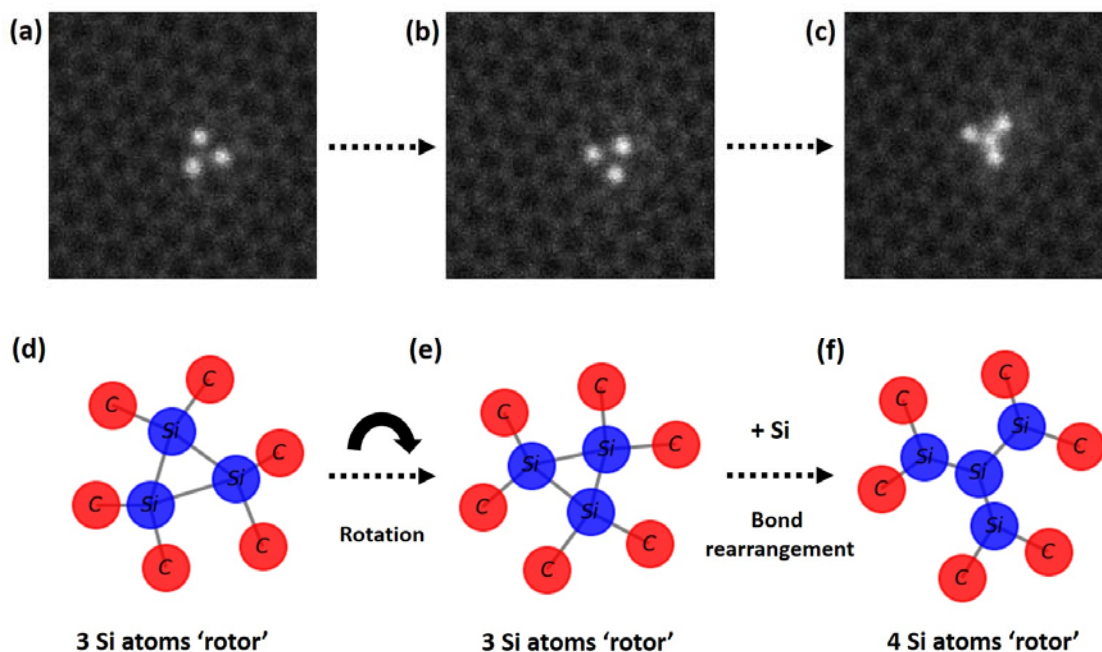 (a)
(b)
(c)
(d)
(e)
(f)
C
C
Si
Si
Si
C
C
C
C
Rotation
C
C
C
Si
Si
Si
C
C
C
+ Si
Bond
rearrangement
C
C
Si
C
Si
Si
C
Si
C
C
3 Si atoms ‘rotor’
3 Si atoms ‘rotor’
4 Si atoms ‘rotor’